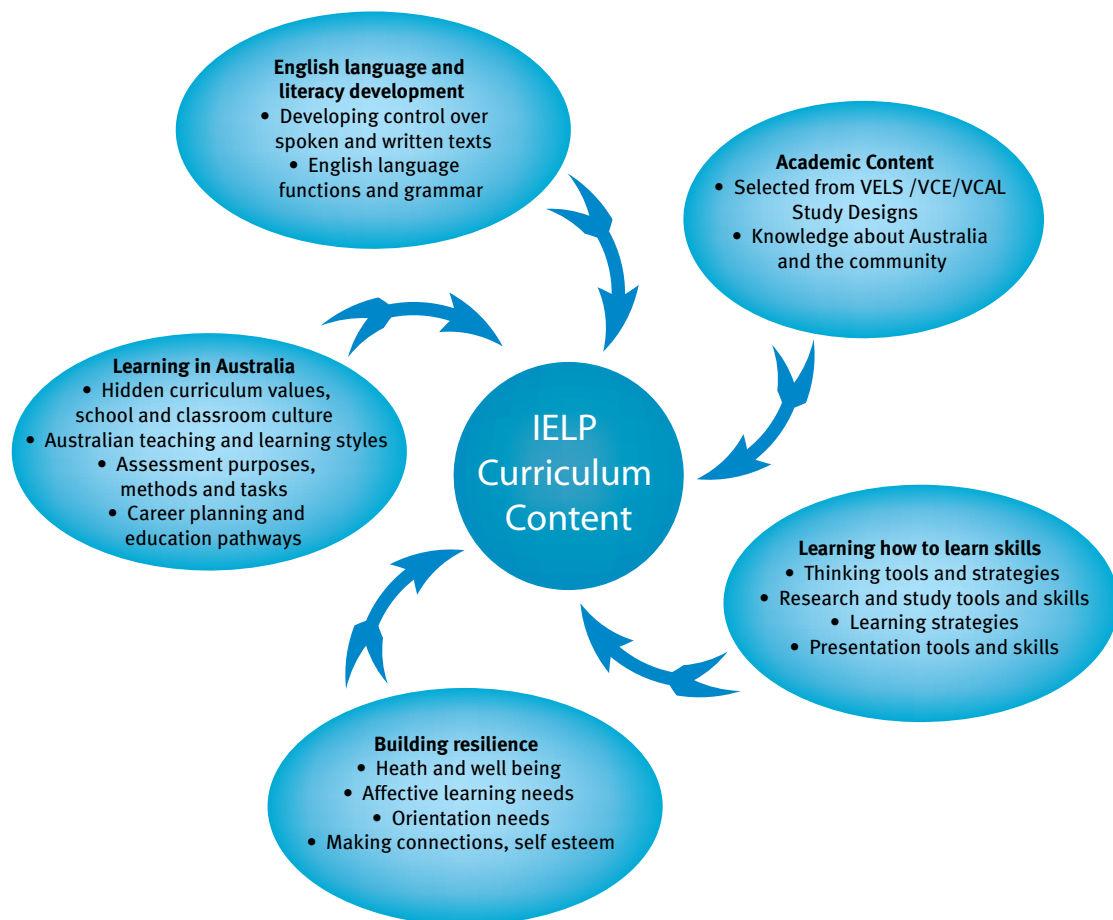 English language and
literacy development
• Developing control over
spoken and written texts
• English language
functions and grammar
Academic Content
• Selected from VELS /VCE/VCAL
Study Designs
• Knowledge about Australia
and the community
Learning in Australia
• Hidden curriculum values,
school and classroom culture
• Australian teaching and learning styles
• Assessment purposes,
methods and tasks
• Career planning and
education pathways
IELP
Curriculum
Content
Learning how to learn skills
• Thinking tools and strategies
• Research and study tools and skills
• Learning strategies
• Presentation tools and skills
Building resilience
• Heath and well being
• Affective learning needs
• Orientation needs
• Making connections, self esteem